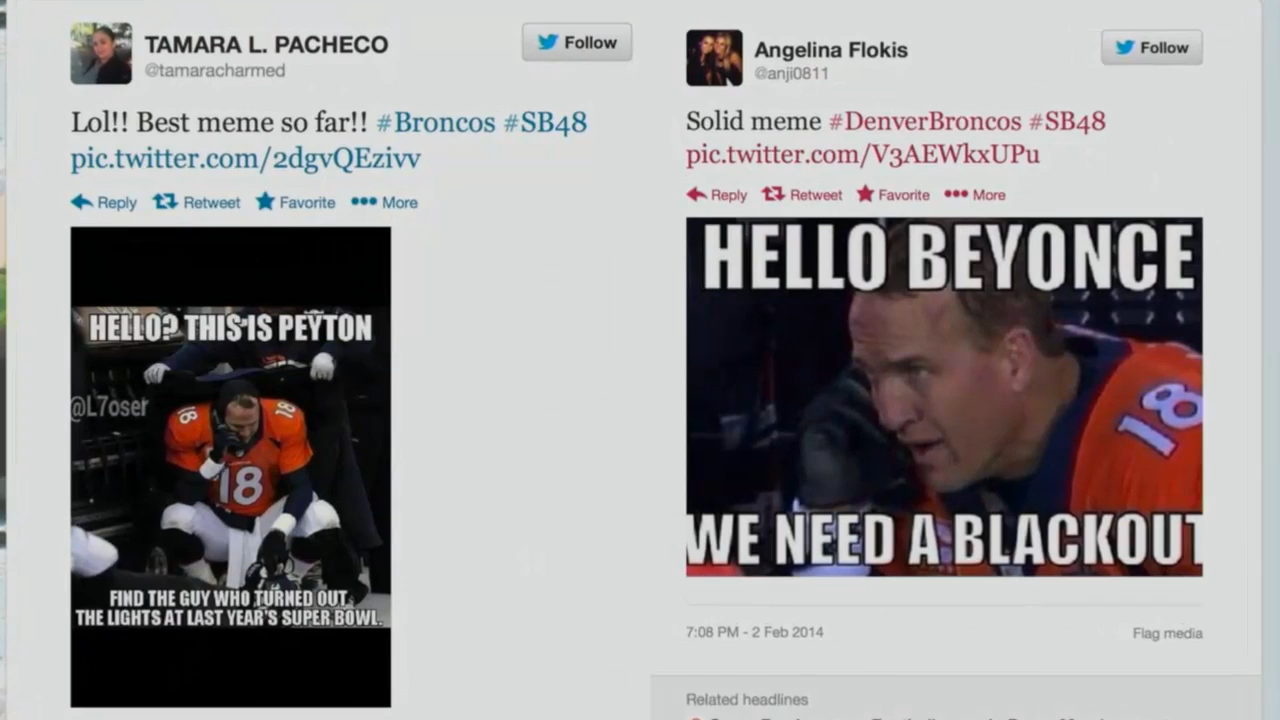 TAMARA L. PACHECO
@tamaracharmed
Follow
Lol!! Best meme so far!! #Broncos #SB48
pic.twitter.com/2dgvQEzivv
Reply Retweet Favorite More
HELLO? THIS IS PEYTON
@L7oser
18 18
18
FIND THE GUY WHO TURNED OUT
THE LIGHTS AT LAST YEAR'S SUPER BOWL.
Angelina Flokis
@anji0811
Follow
Solid meme #DenverBroncos #SB48
pic.twitter.com/V3AEWkxUPu
Reply Retweet Favorite More
HELLO BEYONCE
18
WE NEED A BLACKOUT
7:08 PM - 2 Feb 2014
Flag media
Related headlines